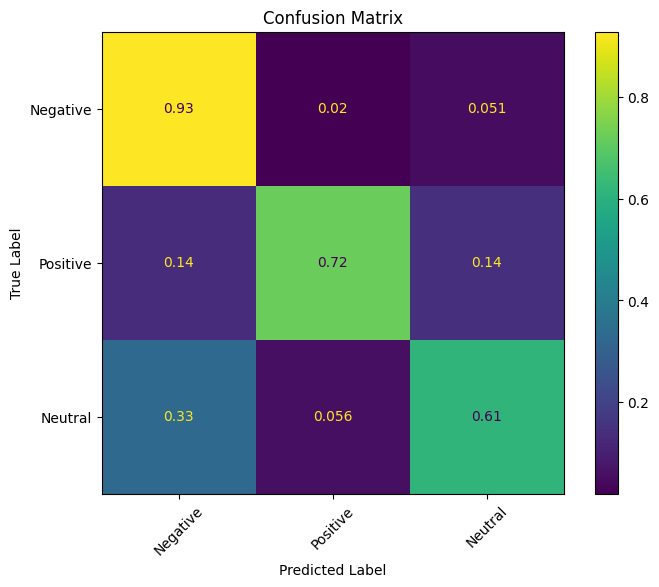 Confusion Matrix
Negative 0.93 0.02 0.051
Positive 0.14 0.72 0.14
Neutral 0.33 0.056 0.61
Negative Positive Neutral
Predicted Label
True Label
0.8
0.6
0.4
0.2